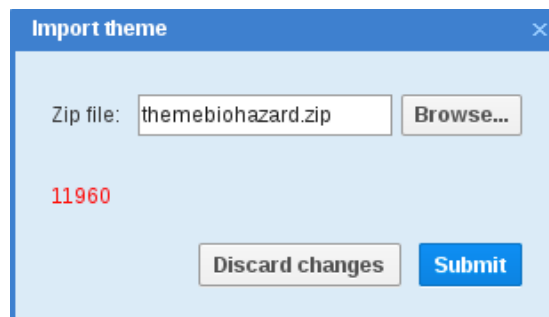 Import theme ×
Zip file: themebiohazard.zip Browse...
11960
Discard changes Submit